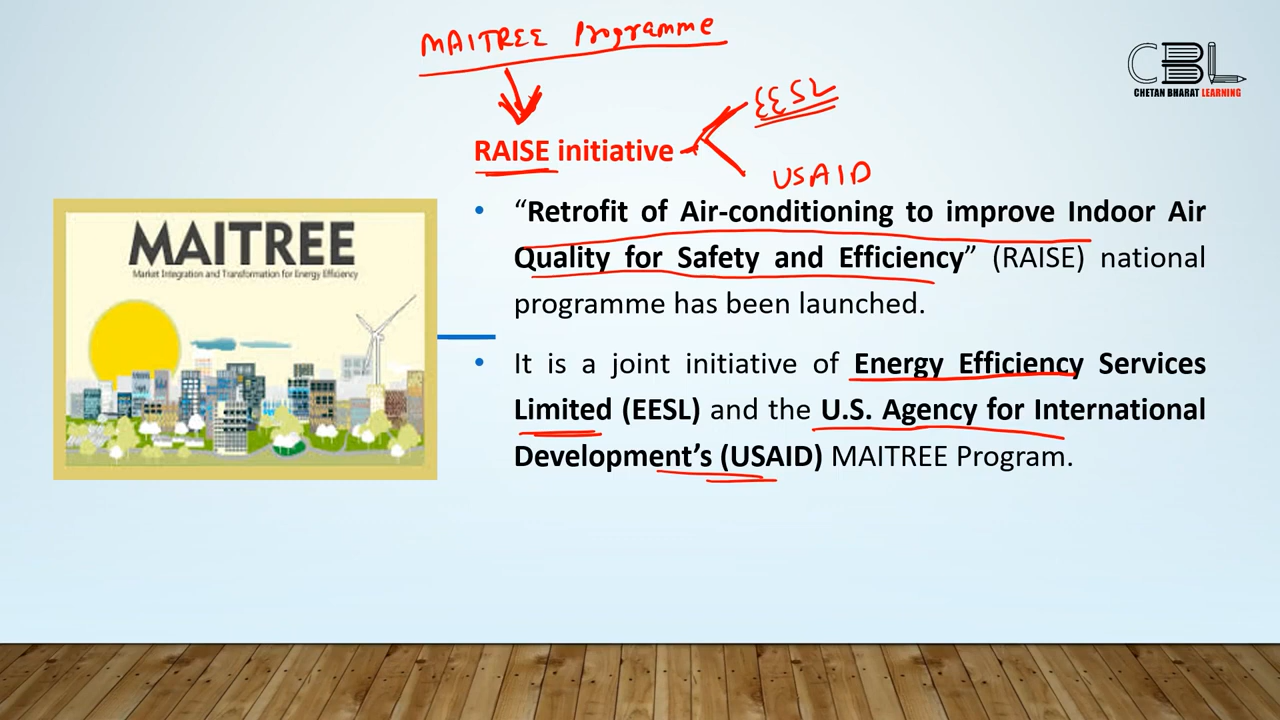 MAITREE Programme
CBL
CHETAN BHARAT LEARNING
EESL
RAISE initiative
USAID
• “Retrofit of Air-conditioning to improve Indoor Air
Quality for Safety and Efficiency” (RAISE) national
programme has been launched.
• It is a joint initiative of Energy Efficiency Services
Limited (EESL) and the U.S. Agency for International
Development’s (USAID) MAITREE Program.
MAITREE
Market Integration and Transformation for Energy Efficiency